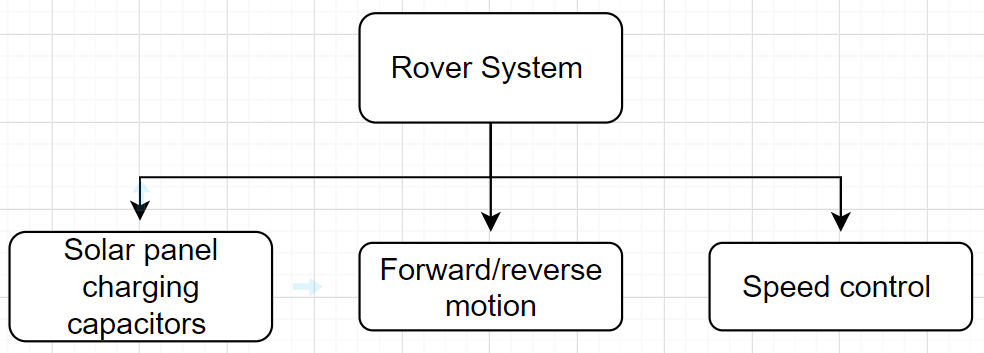 Rover System
Solar panel
charging
capacitors
Forward/reverse
motion
Speed control